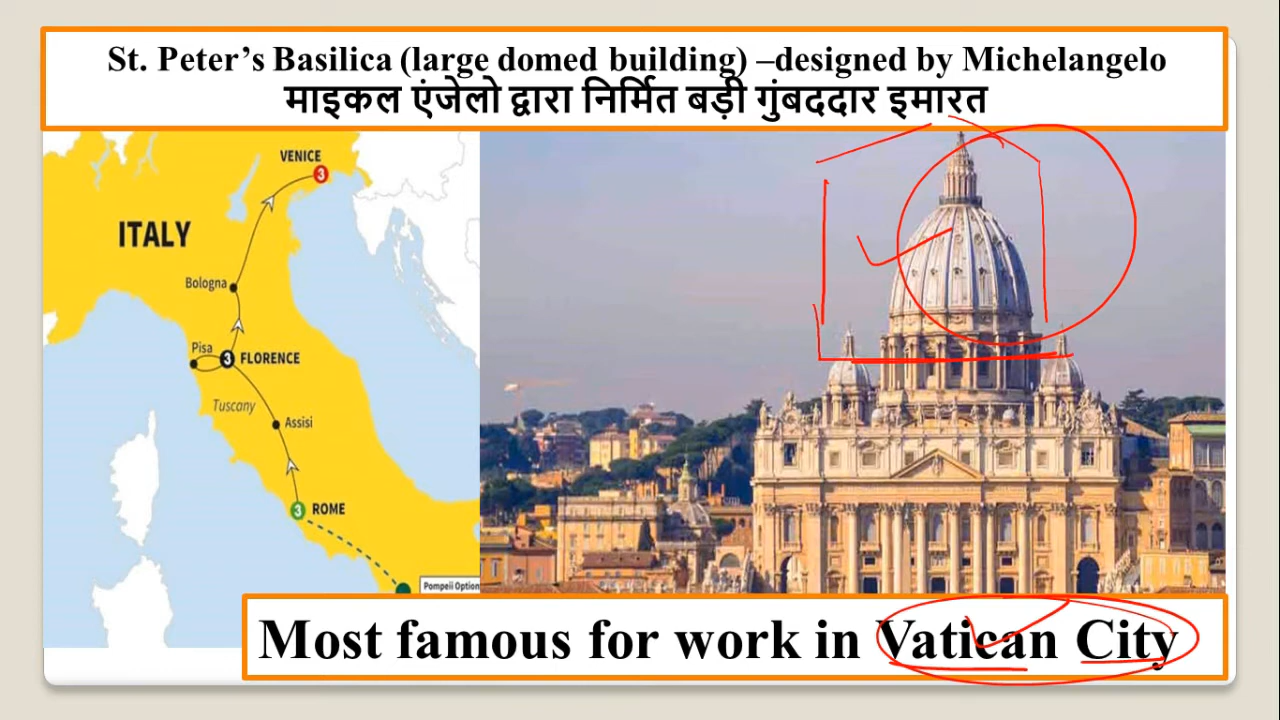 St. Peter’s Basilica (large domed building) –designed by Michelangelo
माइकल एंजेलो द्वारा निर्मित बड़ी गुंबददार इमारत
VENICE
3
ITALY
Bologna
Pisa
3 FLORENCE
Tuscany
Assisi
3 ROME
Pompeii Option
Most famous for work in Vatican City